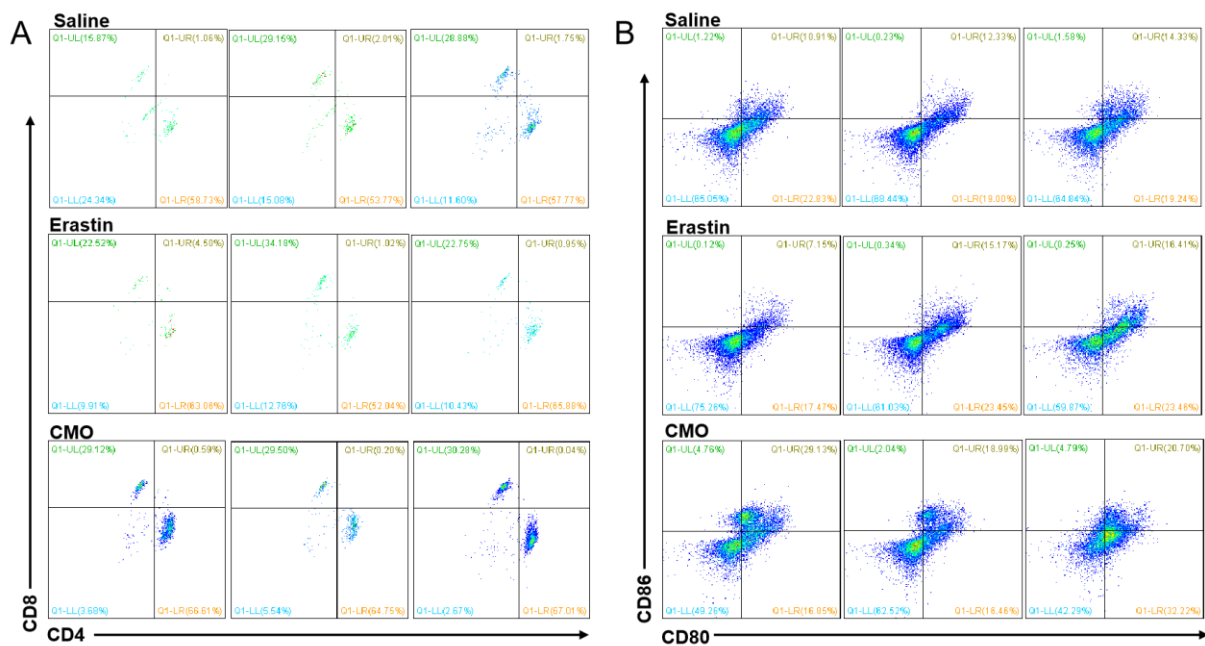 A
Saline
Q1-UL(15.87%) Q1-UR(1.06%) Q1-UL(29.15%) Q1-UR(2.01%) Q1-UL(28.88%) Q1-UR(1.75%)
Q1-LL(24.34%) Q1-LR(58.73%) Q1-LL(15.08%) Q1-LR(53.77%) Q1-LL(11.60%) Q1-LR(57.77%)
Erastin
Q1-UL(22.52%) Q1-UR(4.50%) Q1-UL(34.18%) Q1-UR(1.02%) Q1-UL(22.75%) Q1-UR(0.95%)
Q1-LL(9.91%) Q1-LR(63.06%) Q1-LL(12.76%) Q1-LR(52.04%) Q1-LL(10.43%) Q1-LR(65.88%)
CMO
Q1-UL(29.12%) Q1-UR(0.59%) Q1-UL(29.50%) Q1-UR(0.20%) Q1-UL(30.28%) Q1-UR(0.04%)
Q1-LL(3.68%) Q1-LR(66.61%) Q1-LL(5.54%) Q1-LR(64.75%) Q1-LL(2.67%) Q1-LR(67.01%)
CD8
CD4
B
Saline
Q1-UL(1.22%) Q1-UR(10.91%) Q1-UL(0.23%) Q1-UR(12.33%) Q1-UL(1.58%) Q1-UR(14.33%)
Q1-LL(65.05%) Q1-LR(22.83%) Q1-LL(68.44%) Q1-LR(19.00%) Q1-LL(64.84%) Q1-LR(19.24%)
Erastin
Q1-UL(0.12%) Q1-UR(7.15%) Q1-UL(0.34%) Q1-UR(15.17%) Q1-UL(0.25%) Q1-UR(16.41%)
Q1-LL(75.26%) Q1-LR(17.47%) Q1-LL(61.03%) Q1-LR(23.45%) Q1-LL(59.87%) Q1-LR(23.46%)
CMO
Q1-UL(4.76%) Q1-UR(29.13%) Q1-UL(2.04%) Q1-UR(18.99%) Q1-UL(4.79%) Q1-UR(20.70%)
Q1-LL(49.26%) Q1-LR(16.85%) Q1-LL(62.52%) Q1-LR(16.46%) Q1-LL(42.29%) Q1-LR(32.22%)
CD86
CD80